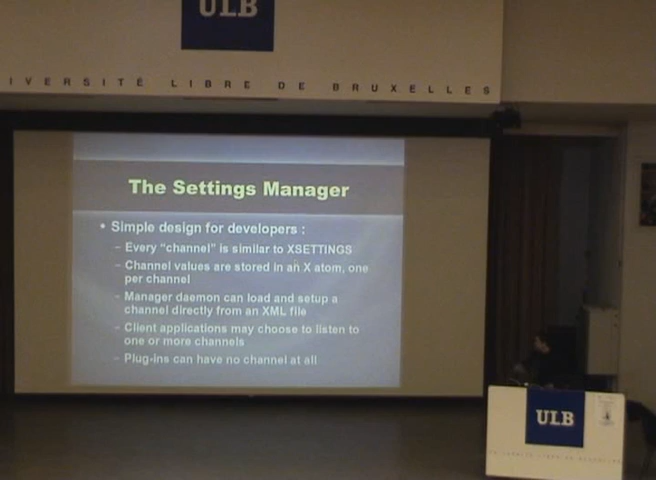 ULB
IVERSITÉ LIBRE DE BRUXELLES
The Settings Manager
• Simple design for developers :
– Every “channel” is similar to XSETTINGS
– Channel values are stored in an X atom, one
per channel
– Manager daemon can load and setup a
channel directly from an XML file
– Client applications may choose to listen to
one or more channels
– Plug-ins can have no channel at all
ULB